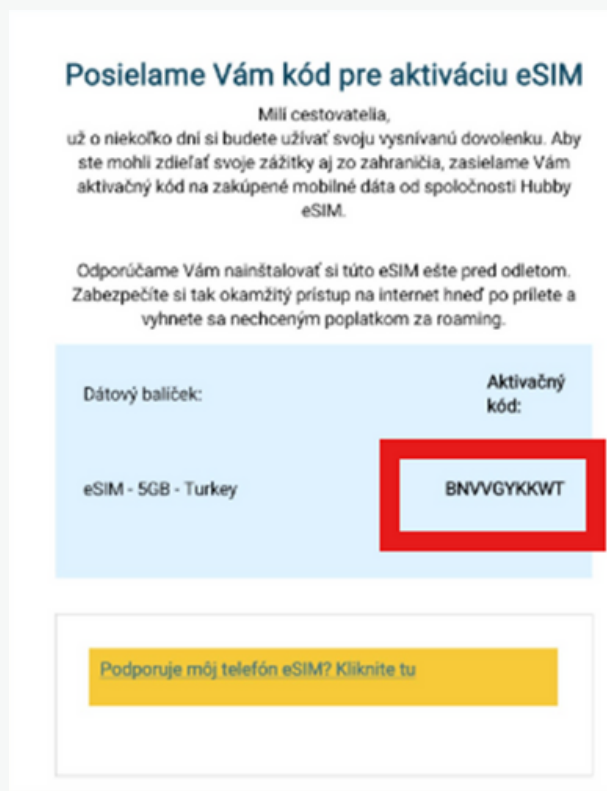 Posielame Vám kód pre aktiváciu eSIM
Milí cestovatelia,
už o niekoľko dní si budete užívať svoju vysnívanú dovolenku. Aby
ste mohli zdieľať svoje zážitky aj zo zahraničia, zasielame Vám
aktivačný kód na zakúpené mobilné dáta od spoločnosti Hubby
eSIM.
Odporúčame Vám nainštalovať si túto eSIM ešte pred odletom.
Zabezpečíte si tak okamžitý prístup na internet hneď po prílete a
vyhnete sa nechceným poplatkom za roaming.
Dátový balíček:
Aktivačný
kód:
eSIM - 5GB - Turkey
BNVVGYKKWT
Podporuje môj telefón eSIM? Kliknite tu